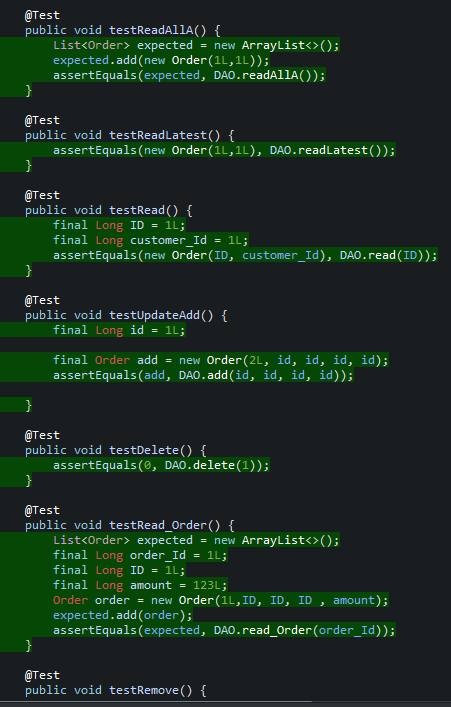 @Test
public void testReadAllA() {
List<Order> expected = new ArrayList<>();
expected.add(new Order(1L,1L));
assertEquals(expected, DAO.readAllA());
}
@Test
public void testReadLatest() {
assertEquals(new Order(1L,1L), DAO.readLatest());
}
@Test
public void testRead() {
final Long ID = 1L;
final Long customer_Id = 1L;
assertEquals(new Order(ID, customer_Id), DAO.read(ID));
}
@Test
public void testUpdateAdd() {
final Long id = 1L;
final Order add = new Order(2L, id, id, id, id);
assertEquals(add, DAO.add(id, id, id, id));
}
@Test
public void testDelete() {
assertEquals(0, DAO.delete(1));
}
@Test
public void testRead_Order() {
List<Order> expected = new ArrayList<>();
final Long order_Id = 1L;
final Long ID = 1L;
final Long amount = 123L;
Order order = new Order(1L,ID, ID, ID , amount);
expected.add(order);
assertEquals(expected, DAO.read_Order(order_Id));
}
@Test
public void testRemove() {